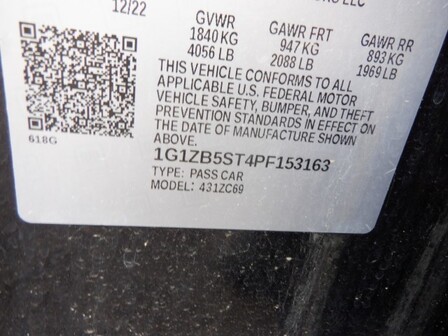 12/22
LLC
GVWR
1840 KG
4056 LB
GAWR FRT
947 KG
2088 LB
GAWR RR
893 KG
1969 LB
THIS VEHICLE CONFORMS TO ALL
APPLICABLE U.S. FEDERAL MOTOR
VEHICLE SAFETY, BUMPER, AND THEFT
PREVENTION STANDARDS IN EFFECT ON
THE DATE OF MANUFACTURE SHOWN
ABOVE.
618G
1G1ZB5ST4PF153163
TYPE: PASS CAR
MODEL: 431ZC69